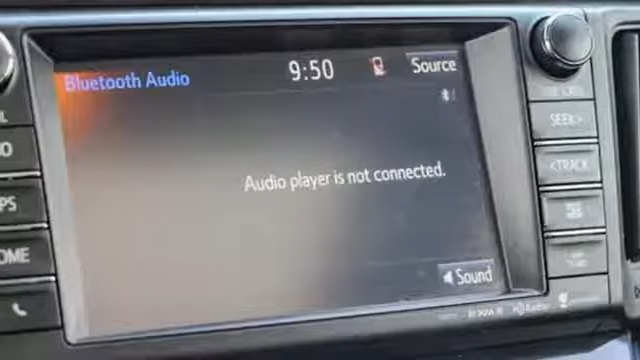 Bluetooth Audio
9:50
Source
Audio player is not connected.
Sound
SEEK>
<TRACK